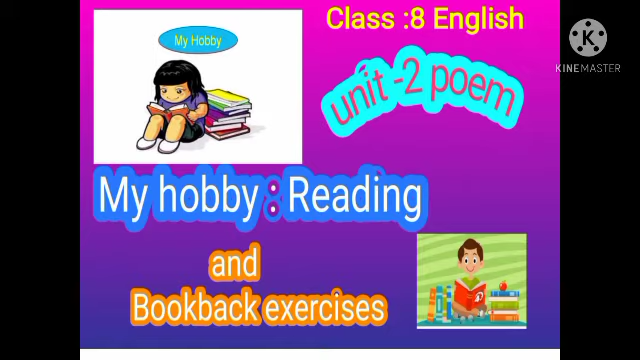 My Hobby
Class :8 English
unit -2 poem
KINEMASTER
My hobby : Reading
and
Bookback exercises